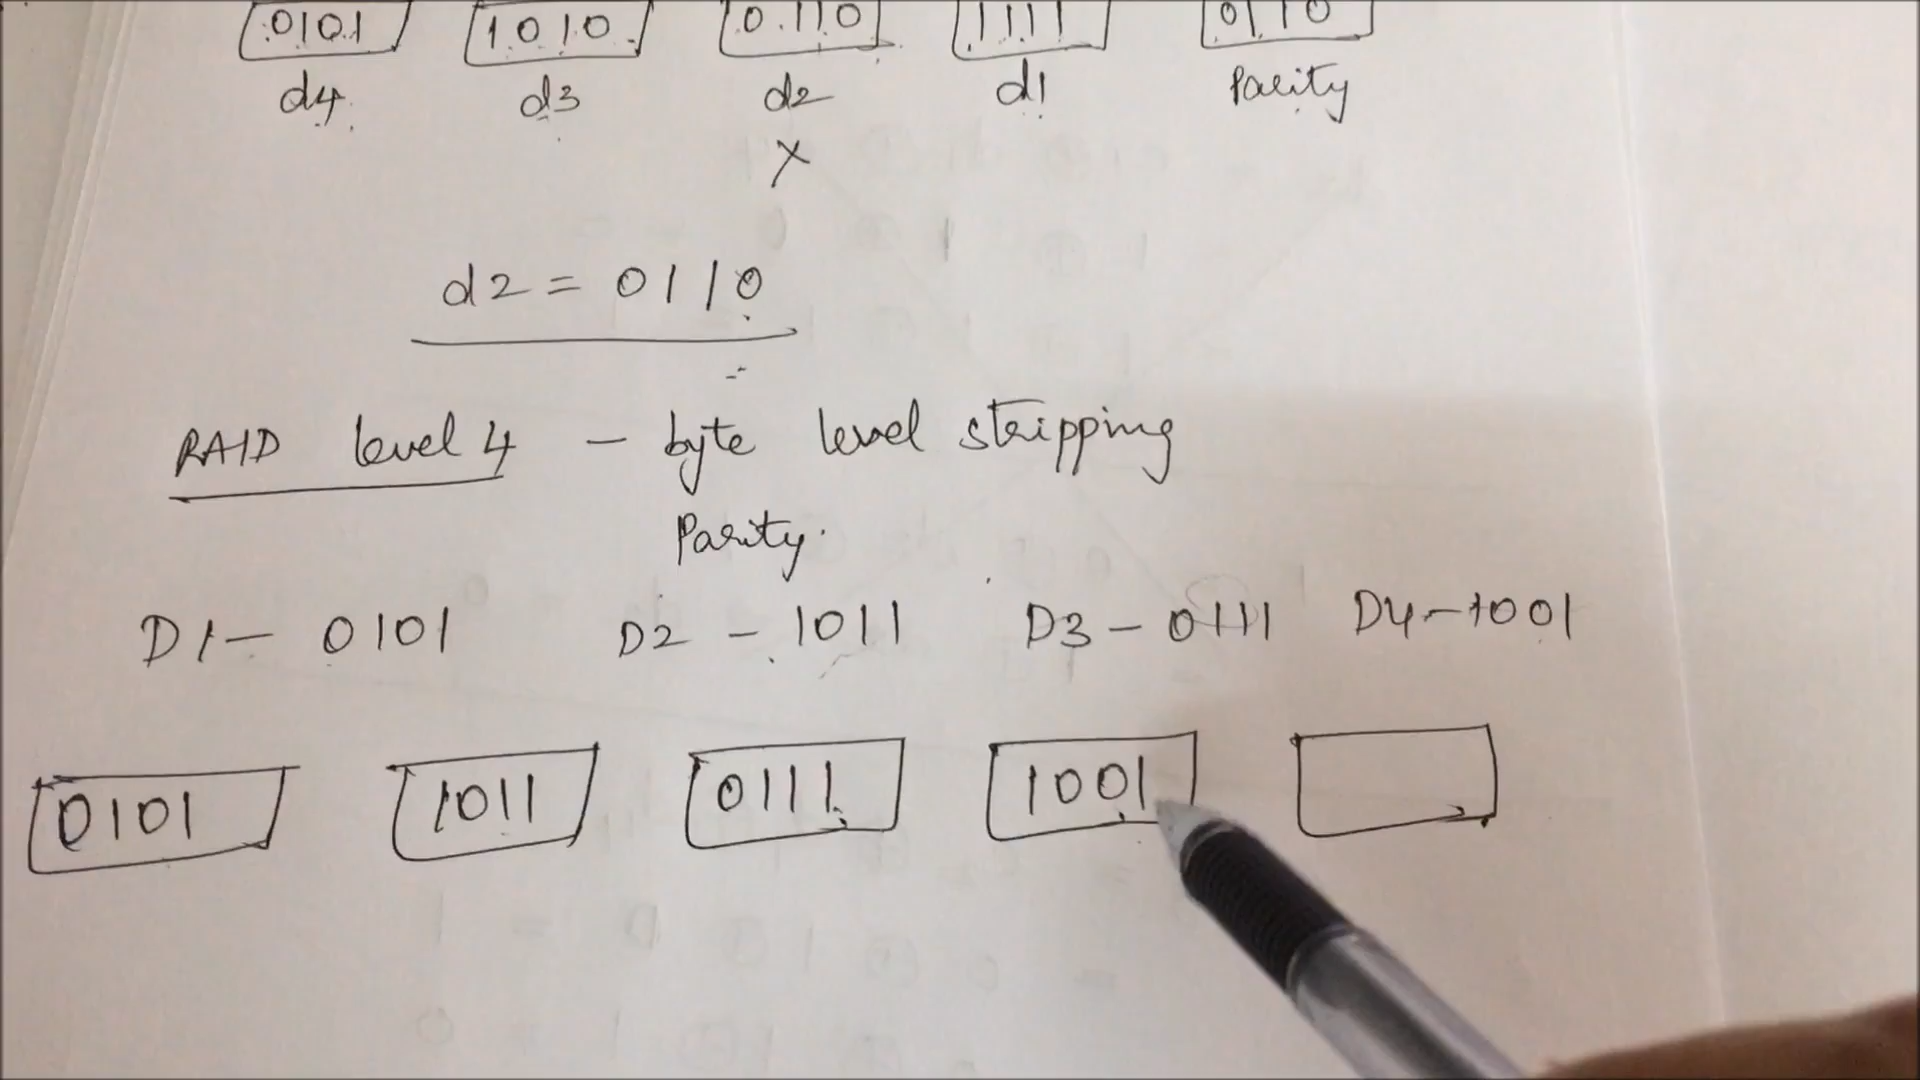 0101 1010 0110 1111 0110
d4 d3 d2 d1 Parity
X
d2 = 0110
RAID level 4 - byte level stripping
Parity.
D1 - 0101 D2 - 1011 D3 - 0111 D4 - 1001
0101 1011 0111 1001